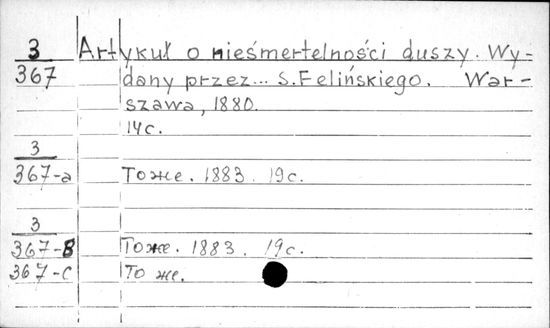 3 Artykuł o nieśmertelności duszy. Wy-
367 dany przez... S. Felińskiego. War-
szawa, 1880.
14 с.
3
367-a Тоже. 1883. 19 с.
3
367-B Тоже. 1883. 19 с.
367-c То же.